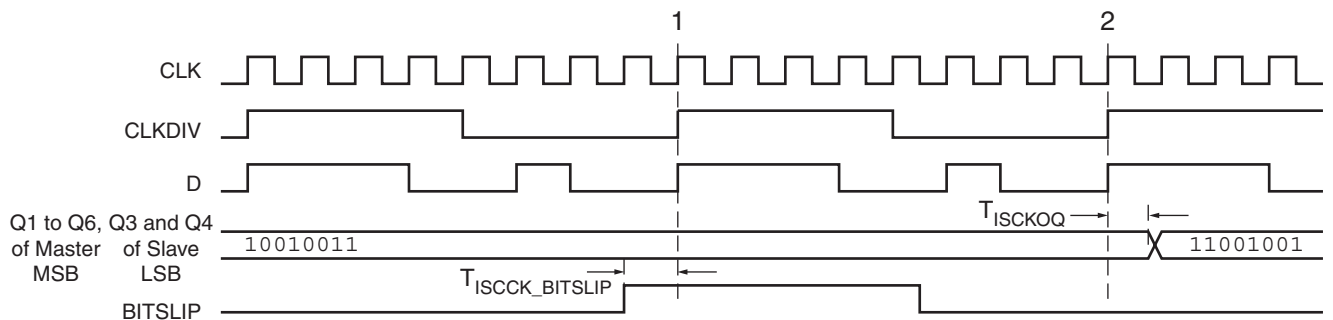 1 2
CLK
CLKDIV
D
T_ISCKOQ
Q1 to Q6, Q3 and Q4
of Master of Slave
MSB LSB
10010011 11001001
T_ISCCK_BITSLIP
BITSLIP